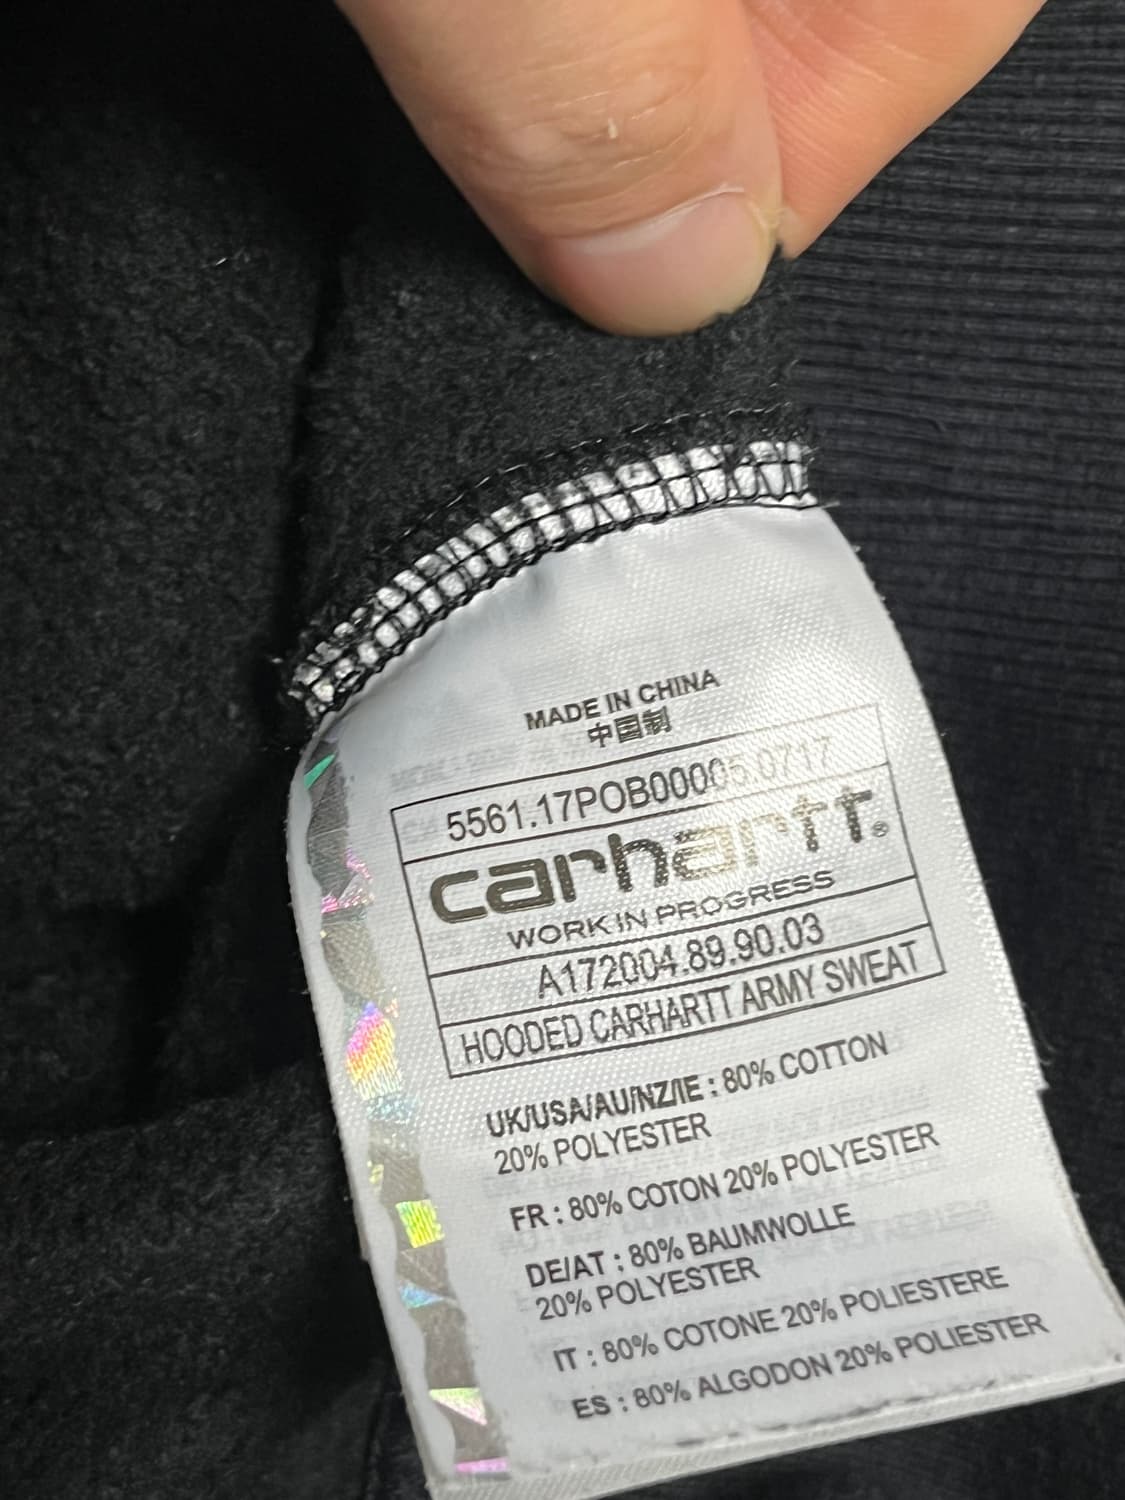 MADE IN CHINA
中国制
5561.17POB00005.0717
carhartt®
WORK IN PROGRESS
A172004.89.90.03
HOODED CARHARTT ARMY SWEAT
UK/USA/AU/NZ/IE : 80% COTTON
20% POLYESTER
FR : 80% COTON 20% POLYESTER
DE/AT : 80% BAUMWOLLE
20% POLYESTER
IT : 80% COTONE 20% POLIESTERE
ES : 80% ALGODON 20% POLIESTER